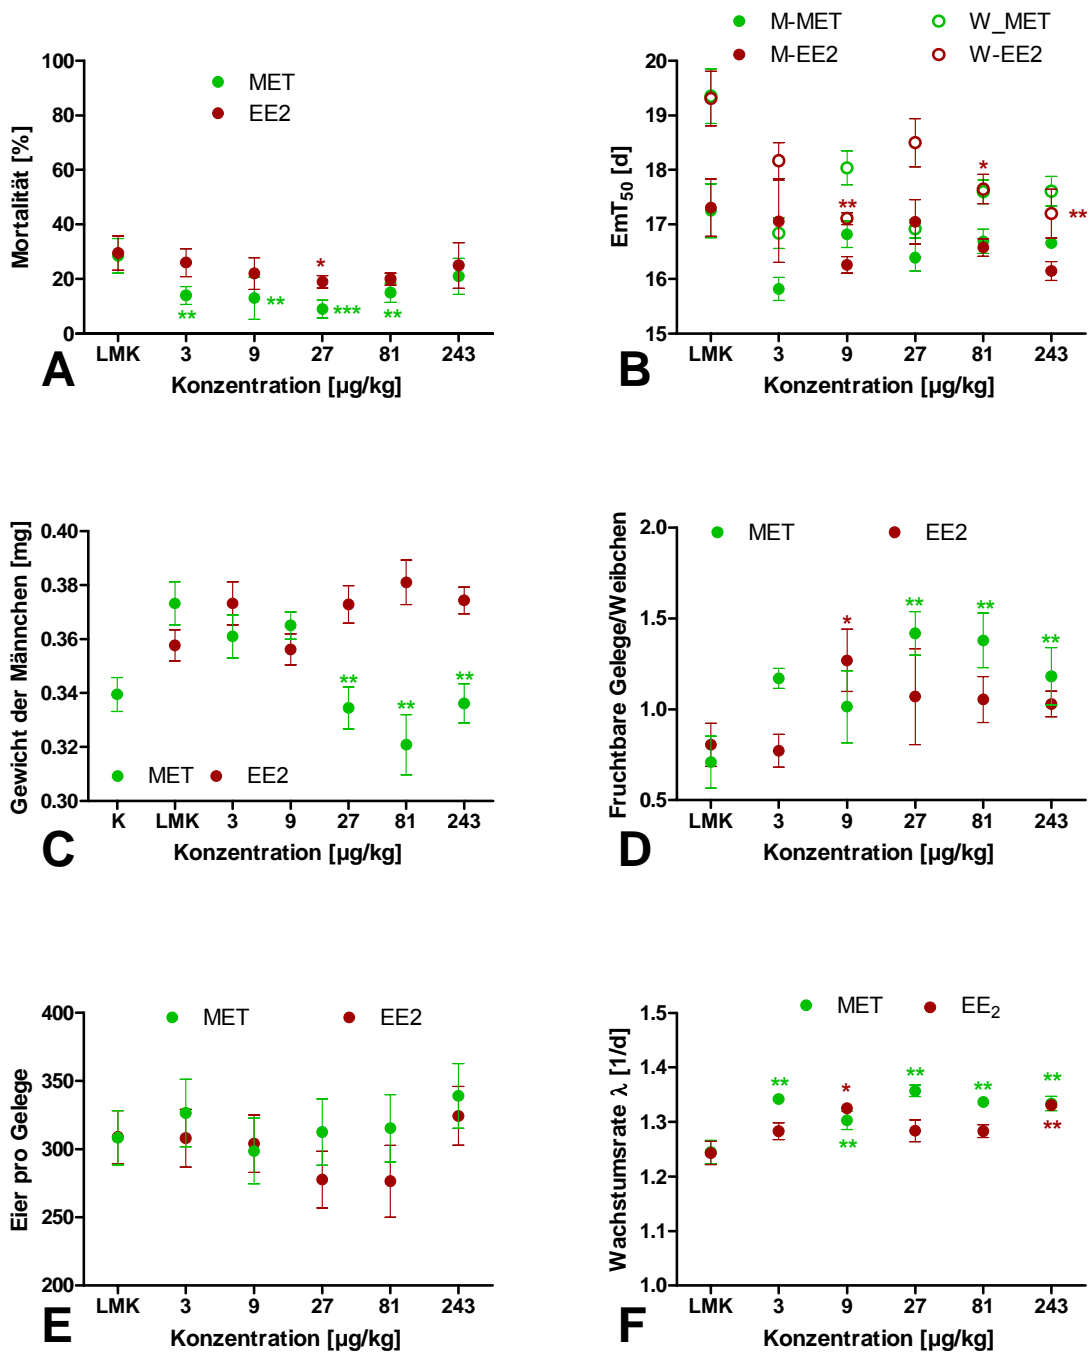 M-MET W_MET
M-EE2 W-EE2
MET
EE2
Mortalität [%]
100
80
60
40
20
0
** ** * *** **
LMK 3 9 27 81 243
Konzentration [µg/kg]
A
EmT50 [d]
20
19
18
17
16
15
** * **
LMK 3 9 27 81 243
Konzentration [µg/kg]
B
Gewicht der Männchen [mg]
0.40
0.38
0.36
0.34
0.32
0.30
** ** **
MET EE2
K LMK 3 9 27 81 243
Konzentration [µg/kg]
C
MET EE2
Fruchtbare Gelege/Weibchen
2.0
1.5
1.0
0.5
* ** ** **
LMK 3 9 27 81 243
Konzentration [µg/kg]
D
MET EE2
Eier pro Gelege
400
350
300
250
200
LMK 3 9 27 81 243
Konzentration [µg/kg]
E
MET EE2
Wachstumsrate λ [1/d]
1.5
1.4
1.3
1.2
1.1
1.0
** * ** ** **
** **
LMK 3 9 27 81 243
Konzentration [µg/kg]
F